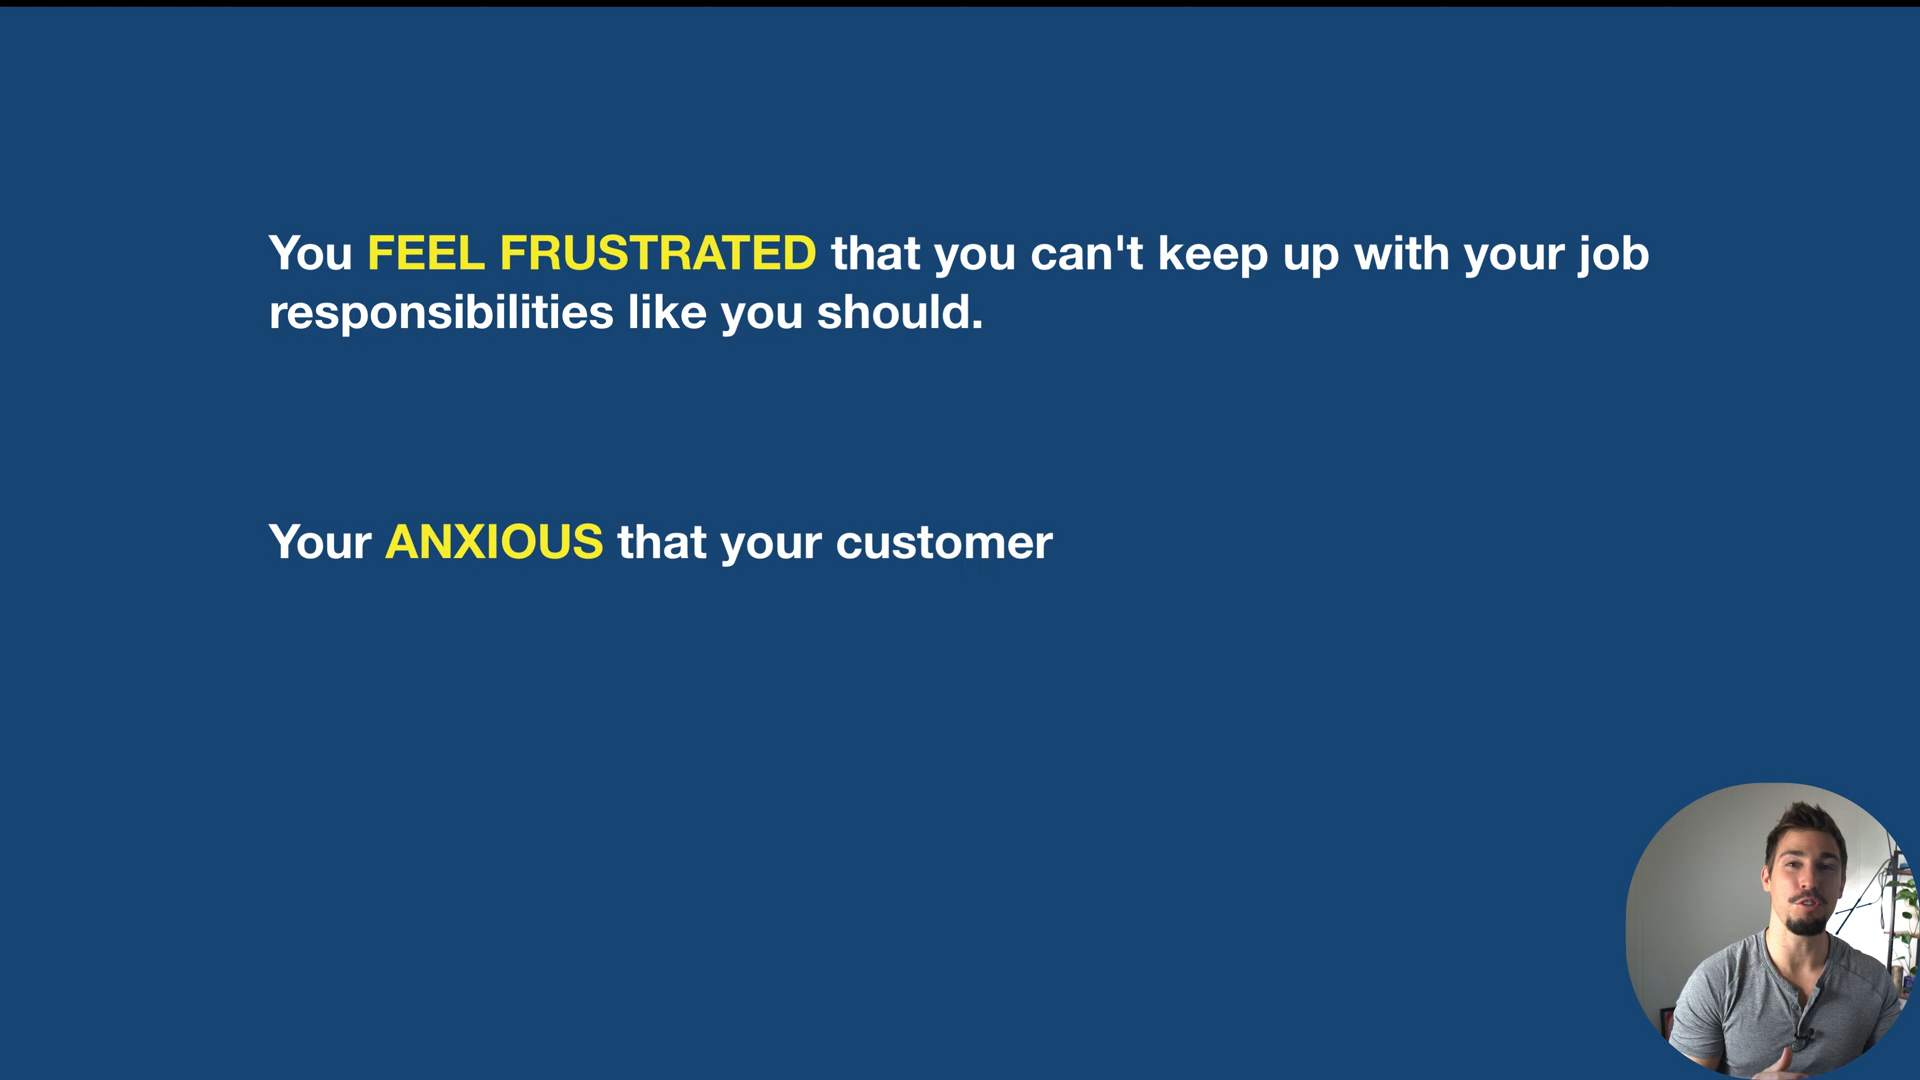 You FEEL FRUSTRATED that you can't keep up with your job
responsibilities like you should.
Your ANXIOUS that your customer